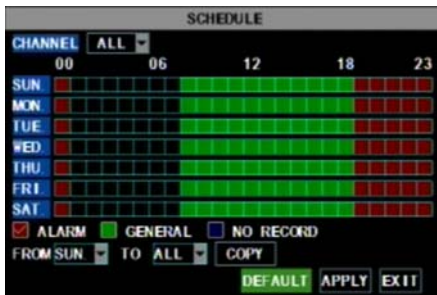 SCHEDULE
CHANNEL ALL
00 06 12 18 23
SUN.
MON.
TUE.
WED.
THU.
FRI.
SAT.
ALARM GENERAL NO RECORD
FROM SUN. TO ALL COPY
DEFAULT APPLY EXIT